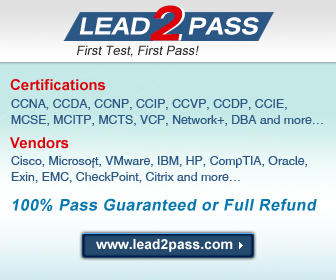 LEAD2PASS
First Test, First Pass!
Certifications
CCNA, CCDA, CCNP, CCIP, CCVP, CCDP, CCIE,
MCSE, MCITP, MCTS, VCP, Network+, DBA and more...
Vendors
Cisco, Microsoft, VMware, IBM, HP, CompTIA, Oracle,
Exin, EMC, CheckPoint, Citrix and more...
100% Pass Guaranteed or Full Refund
www.lead2pass.com